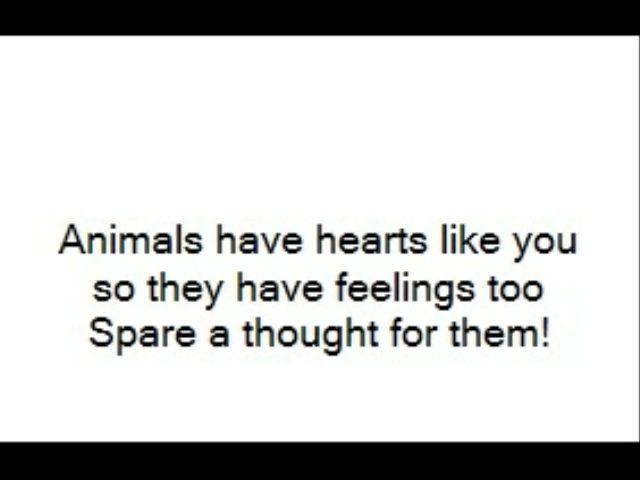 Animals have hearts like you
so they have feelings too
Spare a thought for them!